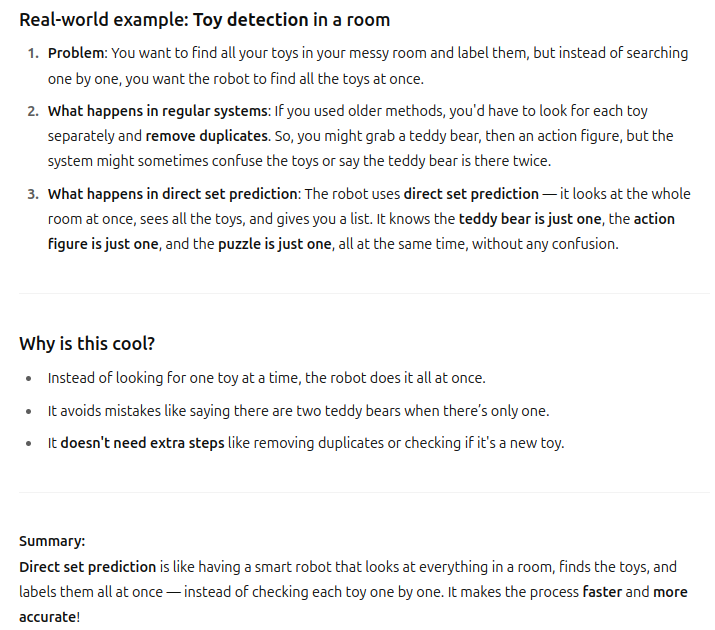 Real-world example: Toy detection in a room
1. Problem: You want to find all your toys in your messy room and label them, but instead of searching
one by one, you want the robot to find all the toys at once.
2. What happens in regular systems: If you used older methods, you'd have to look for each toy
separately and remove duplicates. So, you might grab a teddy bear, then an action figure, but the
system might sometimes confuse the toys or say the teddy bear is there twice.
3. What happens in direct set prediction: The robot uses direct set prediction — it looks at the whole
room at once, sees all the toys, and gives you a list. It knows the teddy bear is just one, the action
figure is just one, and the puzzle is just one, all at the same time, without any confusion.
Why is this cool?
• Instead of looking for one toy at a time, the robot does it all at once.
• It avoids mistakes like saying there are two teddy bears when there's only one.
• It doesn't need extra steps like removing duplicates or checking if it's a new toy.
Summary:
Direct set prediction is like having a smart robot that looks at everything in a room, finds the toys, and
labels them all at once — instead of checking each toy one by one. It makes the process faster and more
accurate!